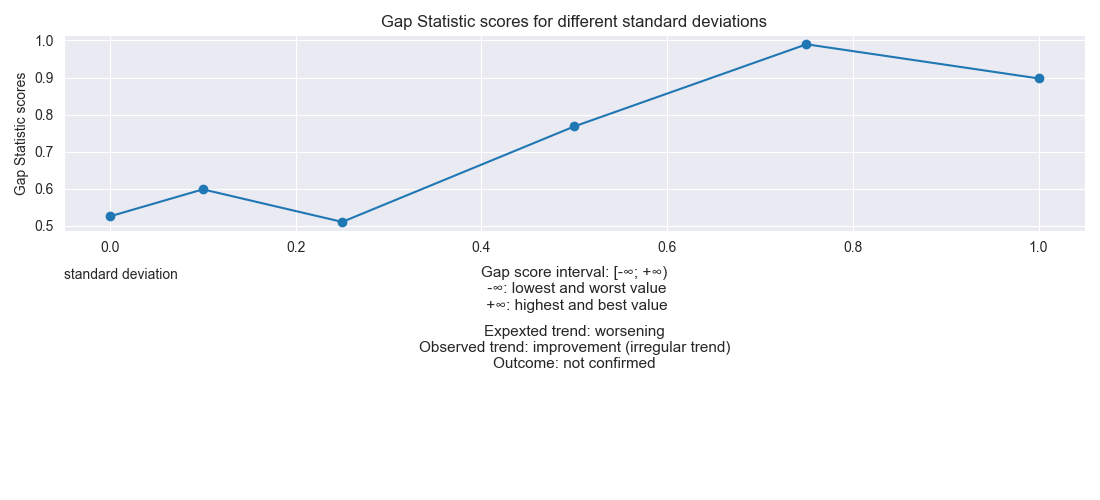 Gap Statistic scores for different standard deviations
Gap Statistic scores
1.0
0.9
0.8
0.7
0.6
0.5
0.0 0.2 0.4 0.6 0.8 1.0
standard deviation
Gap score interval: [-∞; +∞)
-∞: lowest and worst value
+∞: highest and best value
Expexted trend: worsening
Observed trend: improvement (irregular trend)
Outcome: not confirmed